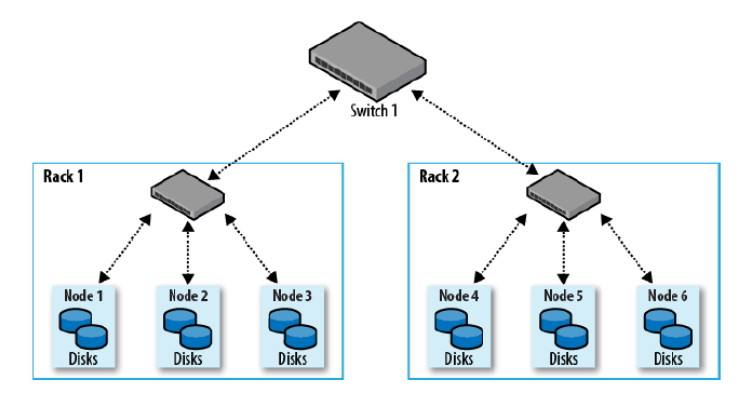 Switch 1
Rack 1
Rack 2
Node 1
Node 2
Node 3
Node 4
Node 5
Node 6
Disks
Disks
Disks
Disks
Disks
Disks